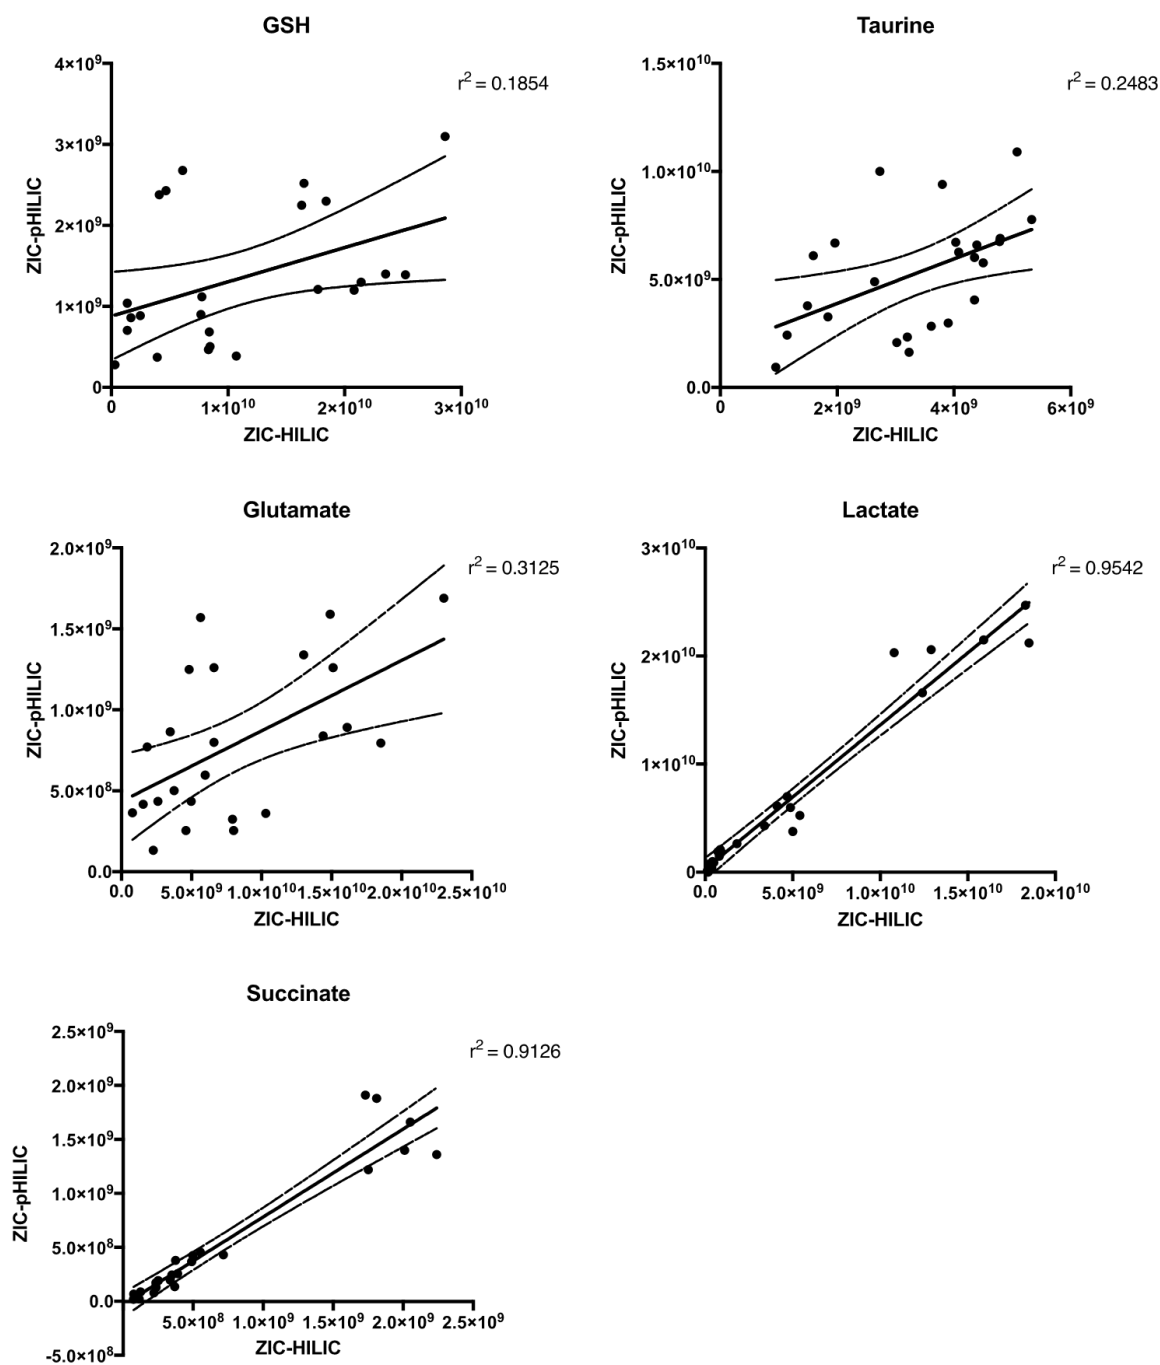 GSH
r² = 0.1854
4×10⁹
3×10⁹
2×10⁹
1×10⁹
0
ZIC-pHILIC
0 1×10¹⁰ 2×10¹⁰ 3×10¹⁰
ZIC-HILIC
Taurine
r² = 0.2483
1.5×10¹⁰
1.0×10¹⁰
5.0×10⁹
0.0
ZIC-pHILIC
0 2×10⁹ 4×10⁹ 6×10⁹
ZIC-HILIC
Glutamate
r² = 0.3125
2.0×10⁹
1.5×10⁹
1.0×10⁹
5.0×10⁸
0.0
ZIC-pHILIC
0.0 5.0×10⁹ 1.0×10¹⁰ 1.5×10¹⁰ 2.0×10¹⁰ 2.5×10¹⁰
ZIC-HILIC
Lactate
r² = 0.9542
3×10¹⁰
2×10¹⁰
1×10¹⁰
0
ZIC-pHILIC
0.0 5.0×10⁹ 1.0×10¹⁰ 1.5×10¹⁰ 2.0×10¹⁰
ZIC-HILIC
Succinate
r² = 0.9126
2.5×10⁹
2.0×10⁹
1.5×10⁹
1.0×10⁹
5.0×10⁸
0.0
-5.0×10⁸
ZIC-pHILIC
5.0×10⁸ 1.0×10⁹ 1.5×10⁹ 2.0×10⁹ 2.5×10⁹
ZIC-HILIC